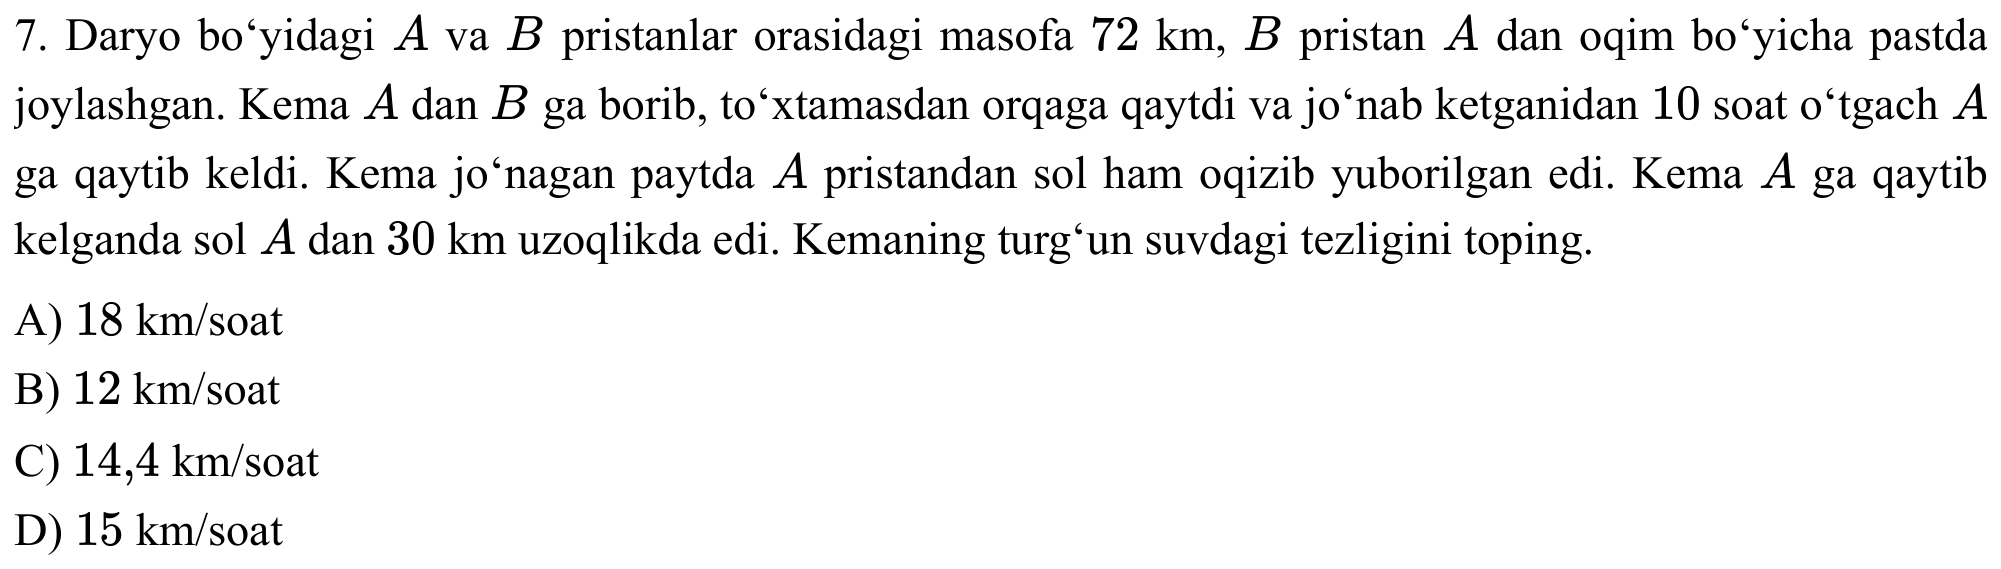 7. Daryo bo‘yidagi A va B pristanlar orasidagi masofa 72 km, B pristan A dan oqim bo‘yicha pastda
joylashgan. Kema A dan B ga borib, to‘xtamasdan orqaga qaytdi va jo‘nab ketganidan 10 soat o‘tgach A
ga qaytib keldi. Kema jo‘nagan paytda A pristandan sol ham oqizib yuborilgan edi. Kema A ga qaytib
kelganda sol A dan 30 km uzoqlikda edi. Kemaning turg‘un suvdagi tezligini toping.
A) 18 km/soat
B) 12 km/soat
C) 14,4 km/soat
D) 15 km/soat